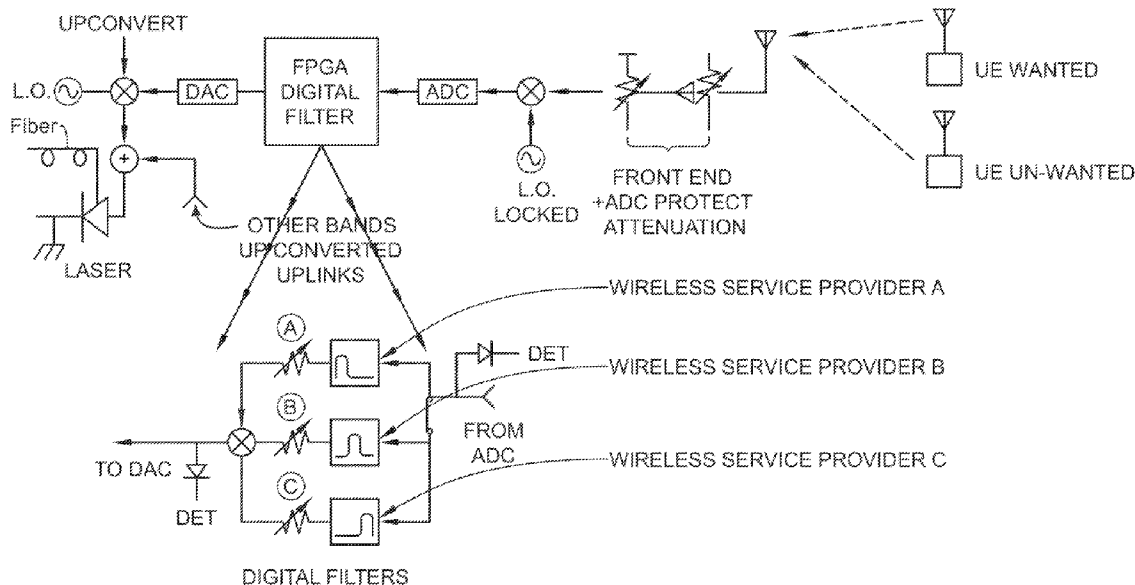 UPCONVERT
L.O.
DAC
FPGA
DIGITAL
FILTER
ADC
UE WANTED
Fiber
L.O.
LOCKED
FRONT END
+ADC PROTECT
ATTENUATION
UE UN-WANTED
LASER
OTHER BANDS
UP CONVERTED
UPLINKS
WIRELESS SERVICE PROVIDER A
A
DET
WIRELESS SERVICE PROVIDER B
B
FROM
ADC
TO DAC
WIRELESS SERVICE PROVIDER C
C
DET
DIGITAL FILTERS